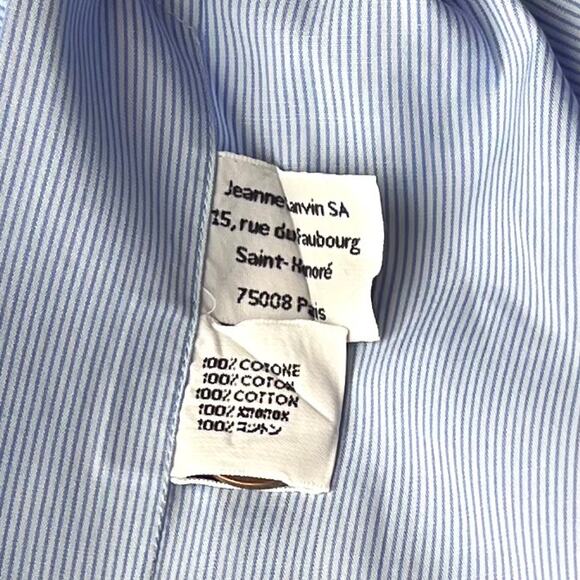 Jeanne Lanvin SA
15, rue du Faubourg
Saint-Honoré
75008 Paris
100% COTONE
100% COTON
100% COTTON
100% ХЛОПОК
100% コットン